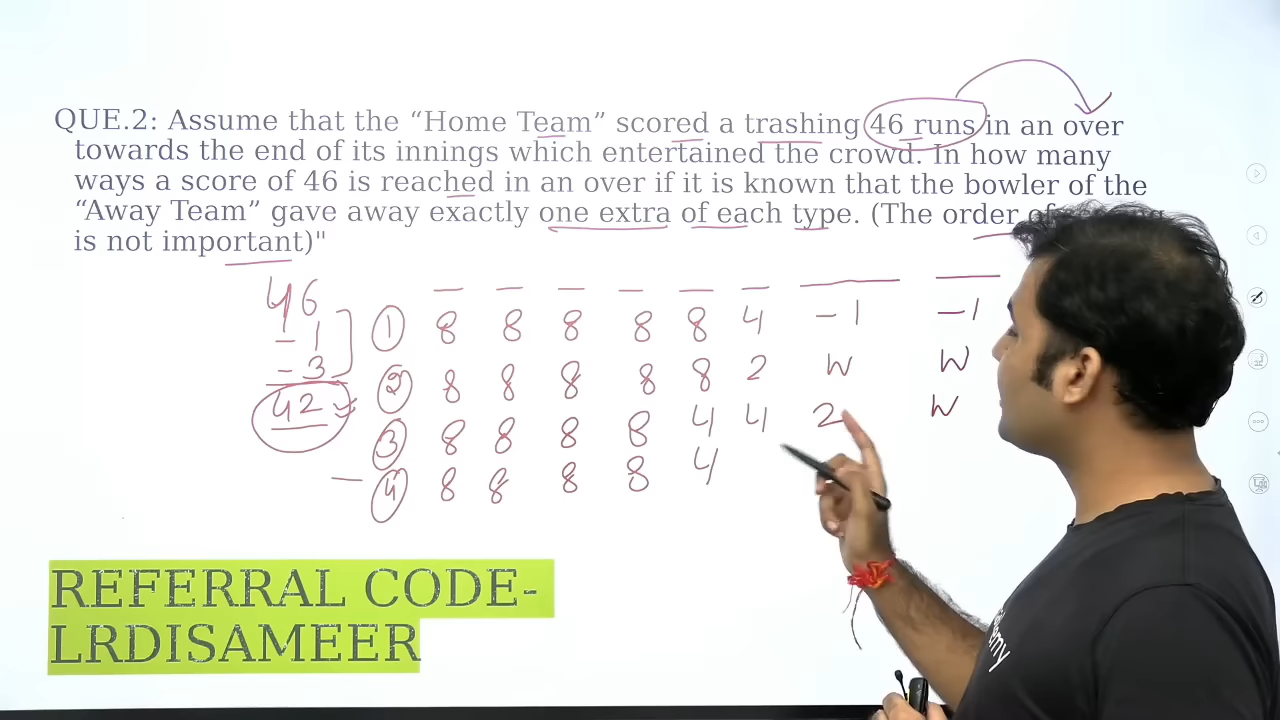 QUE.2: Assume that the “Home Team” scored a trashing 46 runs in an over
towards the end of its innings which entertained the crowd. In how many
ways a score of 46 is reached in an over if it is known that the bowler of the
“Away Team” gave away exactly one extra of each type. (The order of
is not important)"
46
- 1
- 3
42
1 8 8 8 8 8 4 -1 -1
2 8 8 8 8 8 2 W W
3 8 8 8 8 4 4 2 W
4 8 8 8 8 4
REFERRAL CODE-
LRDISAMEER